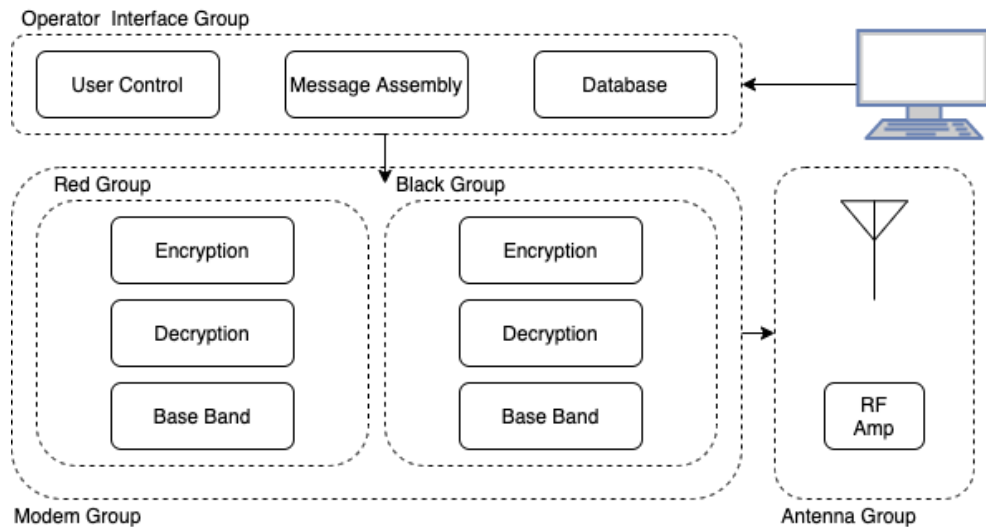 Operator Interface Group
User Control
Message Assembly
Database
Red Group
Black Group
Encryption
Encryption
Decryption
Decryption
Base Band
Base Band
RF
Amp
Modem Group
Antenna Group